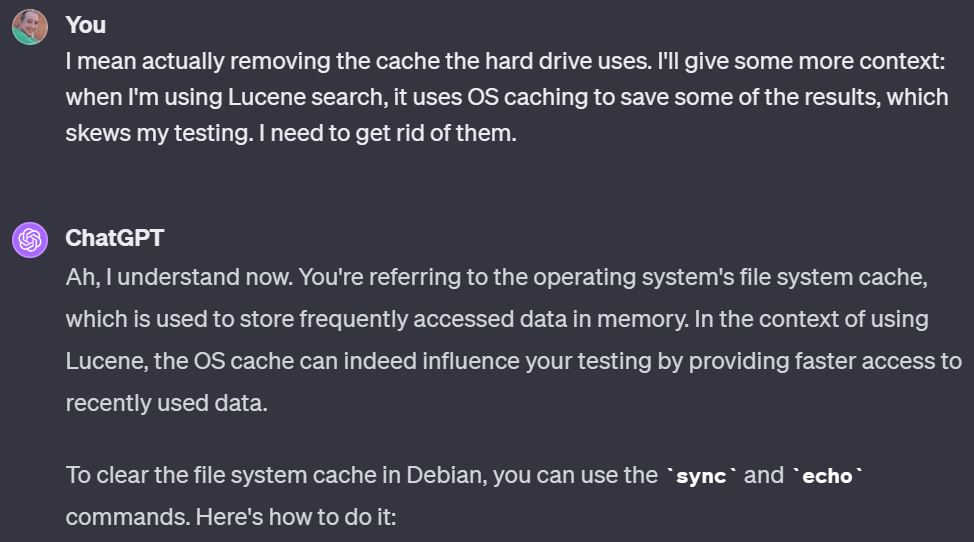 You
I mean actually removing the cache the hard drive uses. I'll give some more context:
when I'm using Lucene search, it uses OS caching to save some of the results, which
skews my testing. I need to get rid of them.
ChatGPT
Ah, I understand now. You're referring to the operating system's file system cache,
which is used to store frequently accessed data in memory. In the context of using
Lucene, the OS cache can indeed influence your testing by providing faster access to
recently used data.
To clear the file system cache in Debian, you can use the `sync` and `echo`
commands. Here's how to do it: